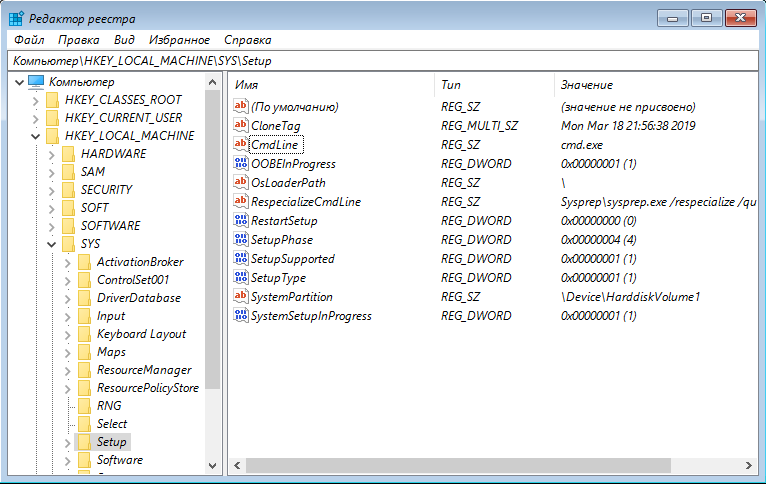 Редактор реестра
Файл Правка Вид Избранное Справка
Компьютер\HKEY_LOCAL_MACHINE\SYS\Setup
Компьютер
HKEY_CLASSES_ROOT
HKEY_CURRENT_USER
HKEY_LOCAL_MACHINE
HARDWARE
SAM
SECURITY
SOFT
SOFTWARE
SYS
ActivationBroker
ControlSet001
DriverDatabase
Input
Keyboard Layout
Maps
ResourceManager
ResourcePolicyStore
RNG
Select
Setup
Software
Имя Тип Значение
(По умолчанию) REG_SZ (значение не присвоено)
CloneTag REG_MULTI_SZ Mon Mar 18 21:56:38 2019
CmdLine REG_SZ cmd.exe
OOBEInProgress REG_DWORD 0x00000001 (1)
OsLoaderPath REG_SZ \
RespecializeCmdLine REG_SZ Sysprep\sysprep.exe /respecialize /qu
RestartSetup REG_DWORD 0x00000000 (0)
SetupPhase REG_DWORD 0x00000004 (4)
SetupSupported REG_DWORD 0x00000001 (1)
SetupType REG_DWORD 0x00000001 (1)
SystemPartition REG_SZ \Device\HarddiskVolume1
SystemSetupInProgress REG_DWORD 0x00000001 (1)